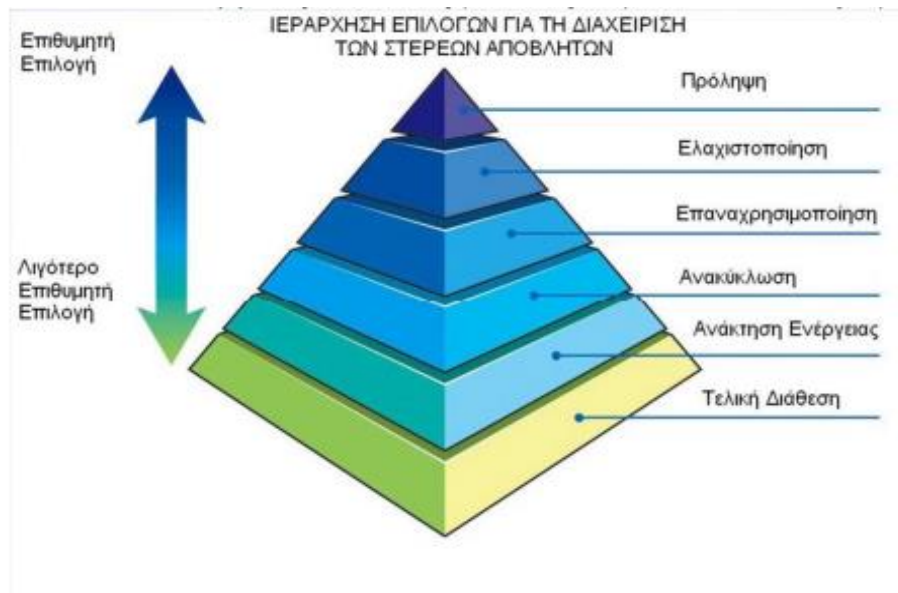 ΙΕΡΑΡΧΗΣΗ ΕΠΙΛΟΓΩΝ ΓΙΑ ΤΗ ΔΙΑΧΕΙΡΙΣΗ
ΤΩΝ ΣΤΕΡΕΩΝ ΑΠΟΒΛΗΤΩΝ
Επιθυμητή
Επιλογή
Πρόληψη
Ελαχιστοποίηση
Επαναχρησιμοποίηση
Λιγότερο
Επιθυμητή
Επιλογή
Ανακύκλωση
Ανάκτηση Ενέργειας
Τελική Διάθεση